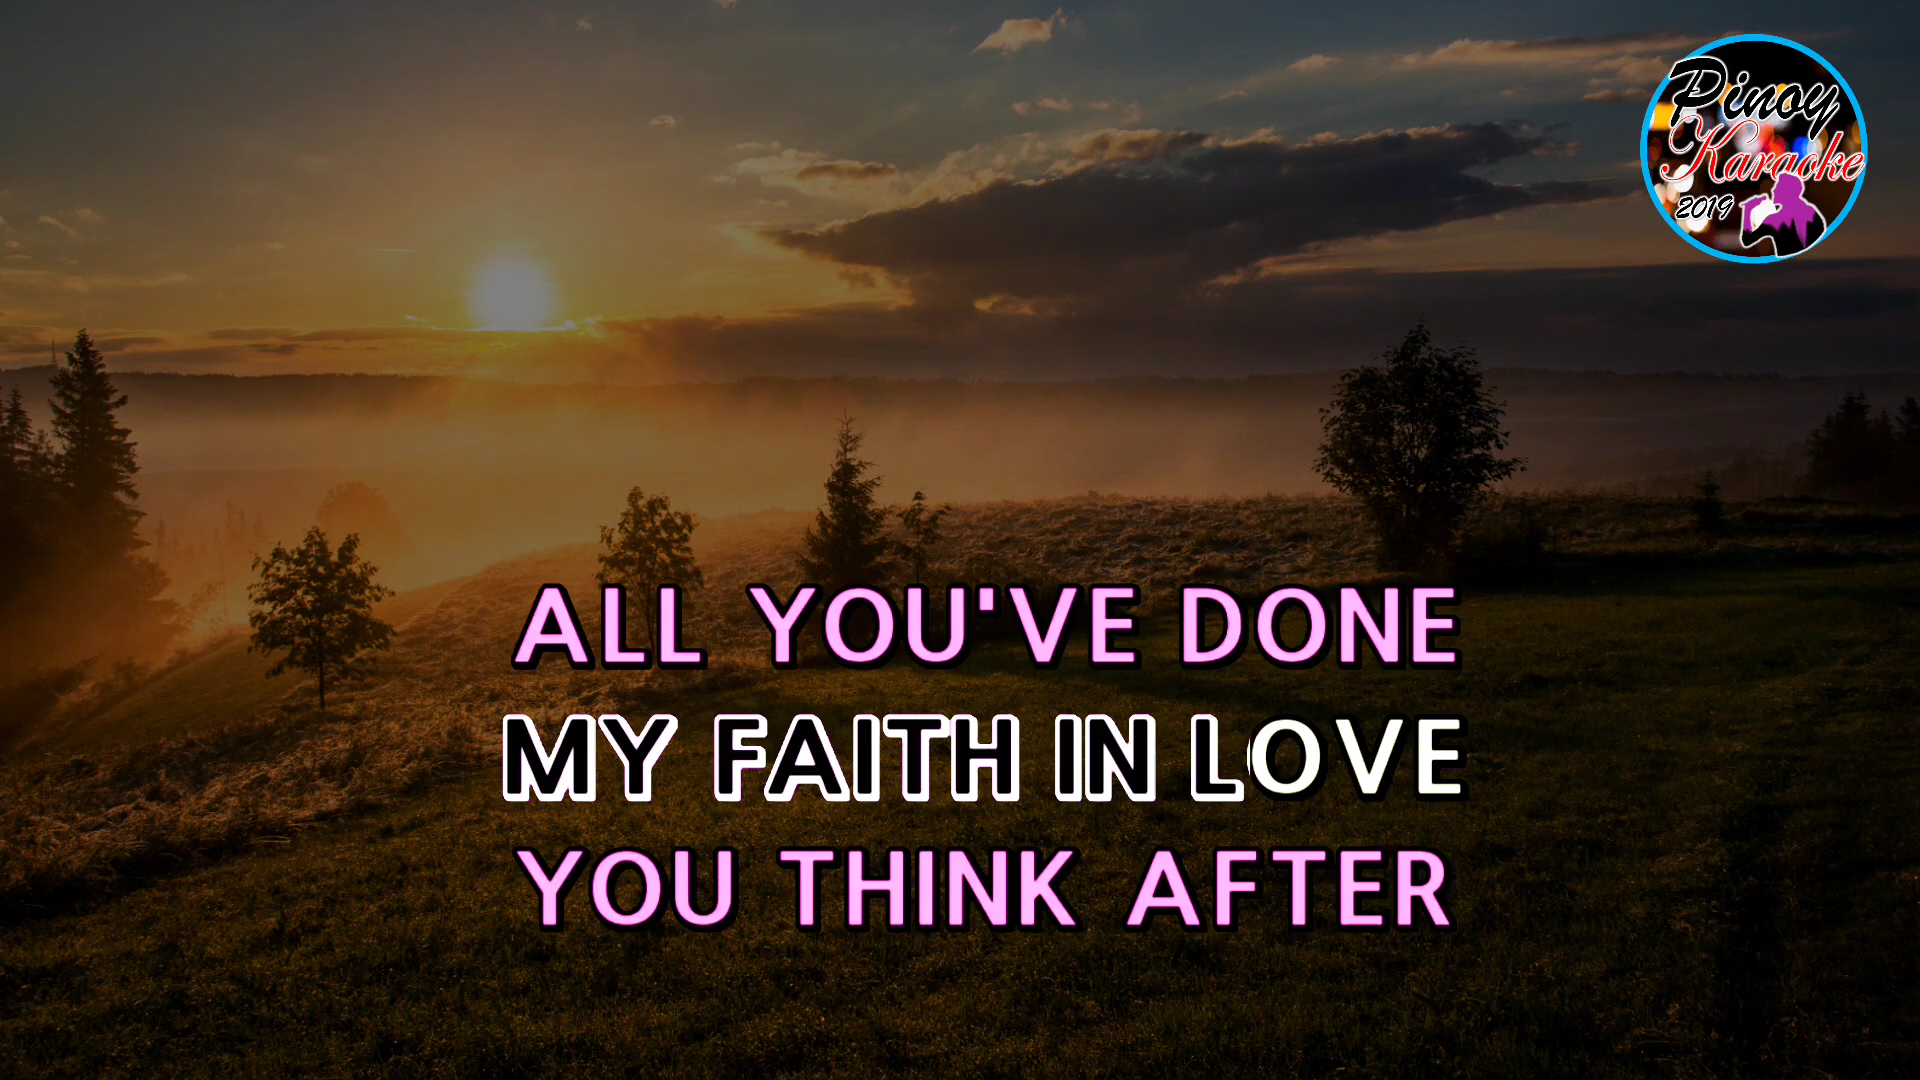 Pinoy
Karaoke
2019
ALL YOU'VE DONE
MY FAITH IN LOVE
YOU THINK AFTER